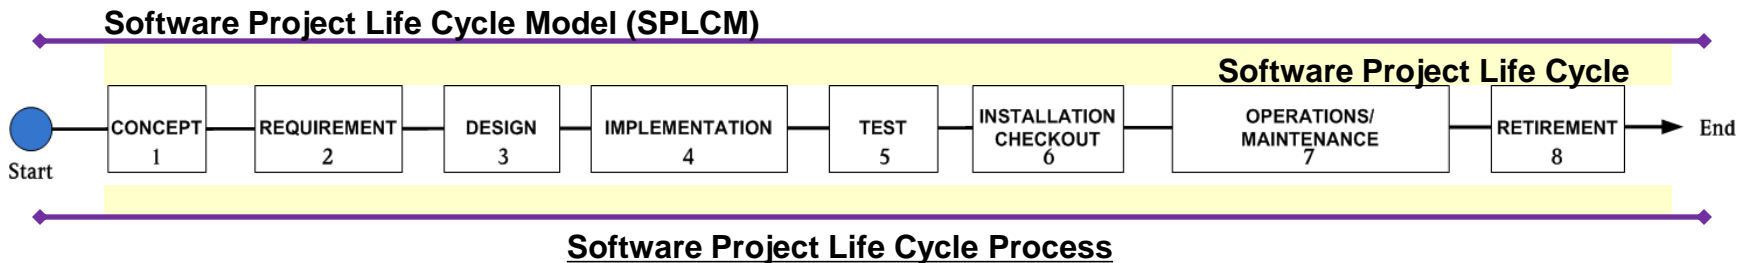 Software Project Life Cycle Model (SPLCM)
Software Project Life Cycle
Start
CONCEPT
1
REQUIREMENT
2
DESIGN
3
IMPLEMENTATION
4
TEST
5
INSTALLATION
CHECKOUT
6
OPERATIONS/
MAINTENANCE
7
RETIREMENT
8
End
Software Project Life Cycle Process